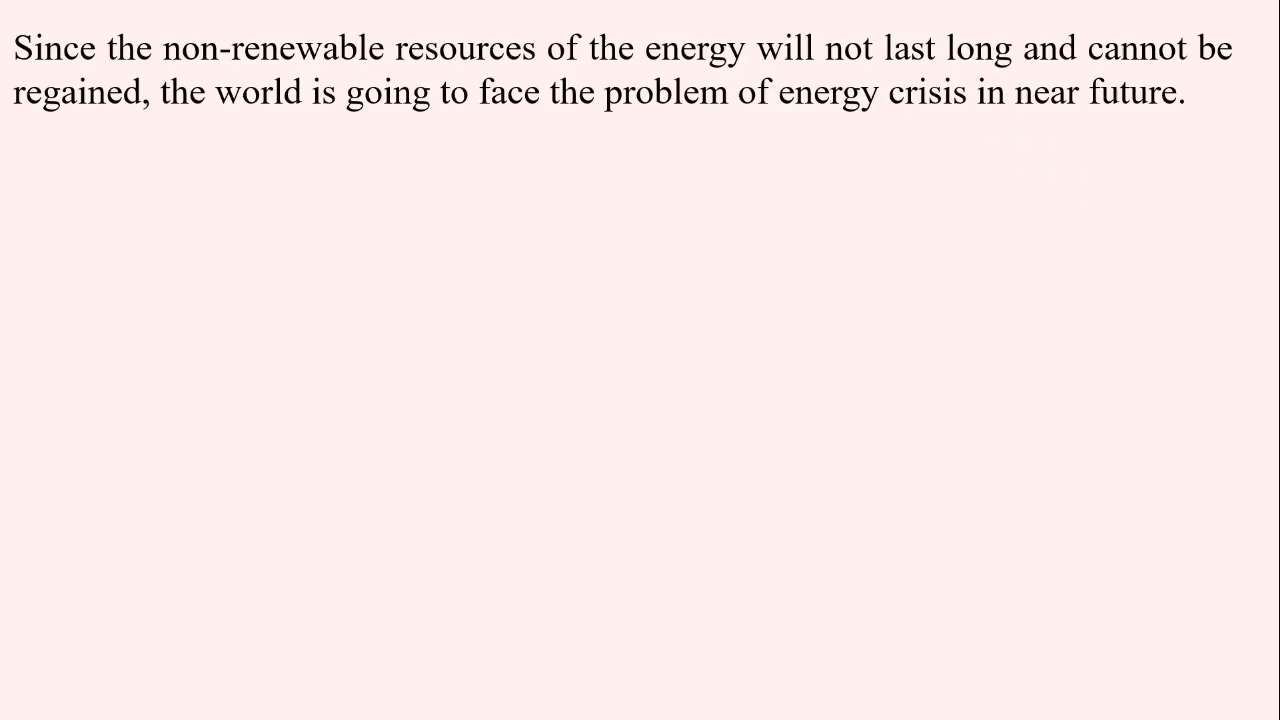 Since the non-renewable resources of the energy will not last long and cannot be
regained, the world is going to face the problem of energy crisis in near future.